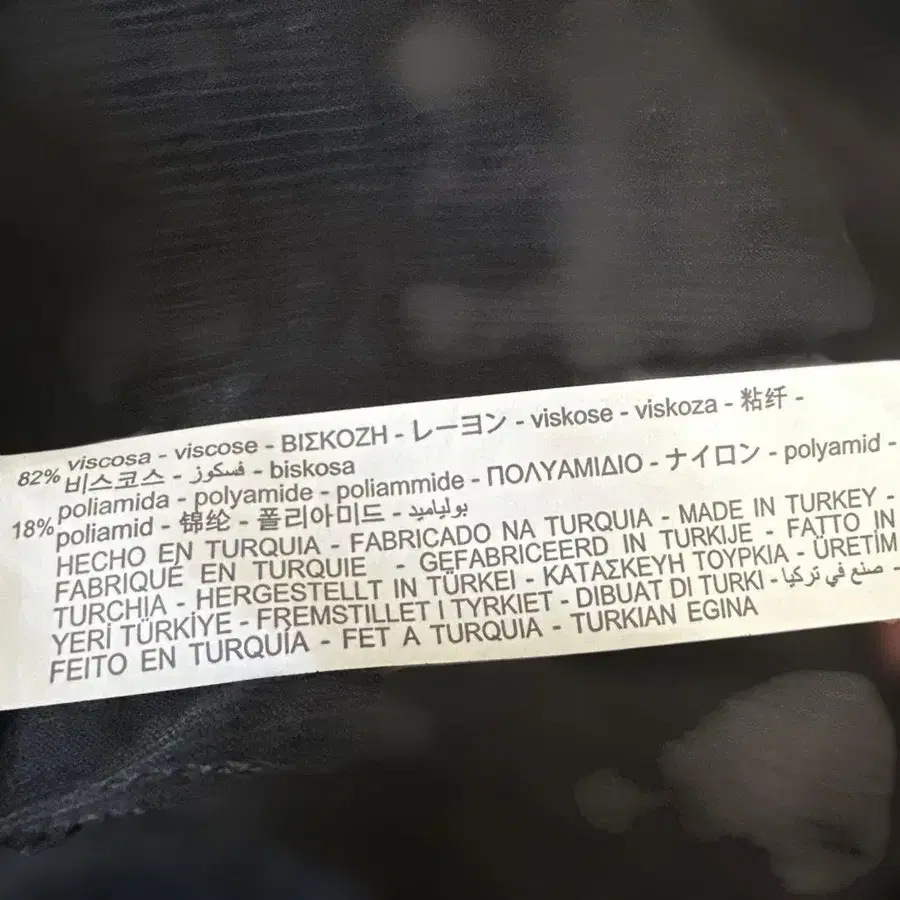 82% viscosa - viscose - ΒΙΣΚΟΖΗ - レーヨン - viskose - viskoza - 粘纤 -
비스코스 - فسكوز - biskosa
18% poliamida - polyamide - poliammide - ΠΟΛΥΑΜΙΔΙΟ - ナイロン - polyamid -
poliamid - 锦纶 - 폴리아미드 - بولياميد
HECHO EN TURQUIA - FABRICADO NA TURQUIA - MADE IN TURKEY -
FABRIQUÉ EN TURQUIE - GEFABRICEERD IN TURKIJE - FATTO IN
TURCHIA - HERGESTELLT IN TÜRKEI - ΚΑΤΑΣΚΕΥΗ ΤΟΥΡΚΙΑ - ÜRETİM
YERİ TÜRKİYE - FREMSTILLET I TYRKIET - DIBUAT DI TURKI - صنع في تركيا -
FEITO EN TURQUÍA - FET A TURQUIA - TURKIAN EGINA